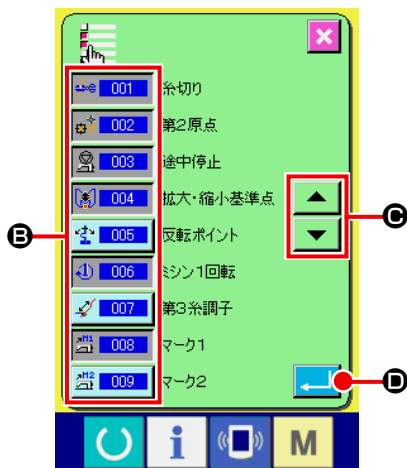 001 糸切り
002 第2原点
003 途中停止
004 拡大・縮小基準点
005 反転ポイント
006 ミシン1回転
007 第3糸調子
M1 008 マーク1
M2 009 マーク2
B
C
D
i
M